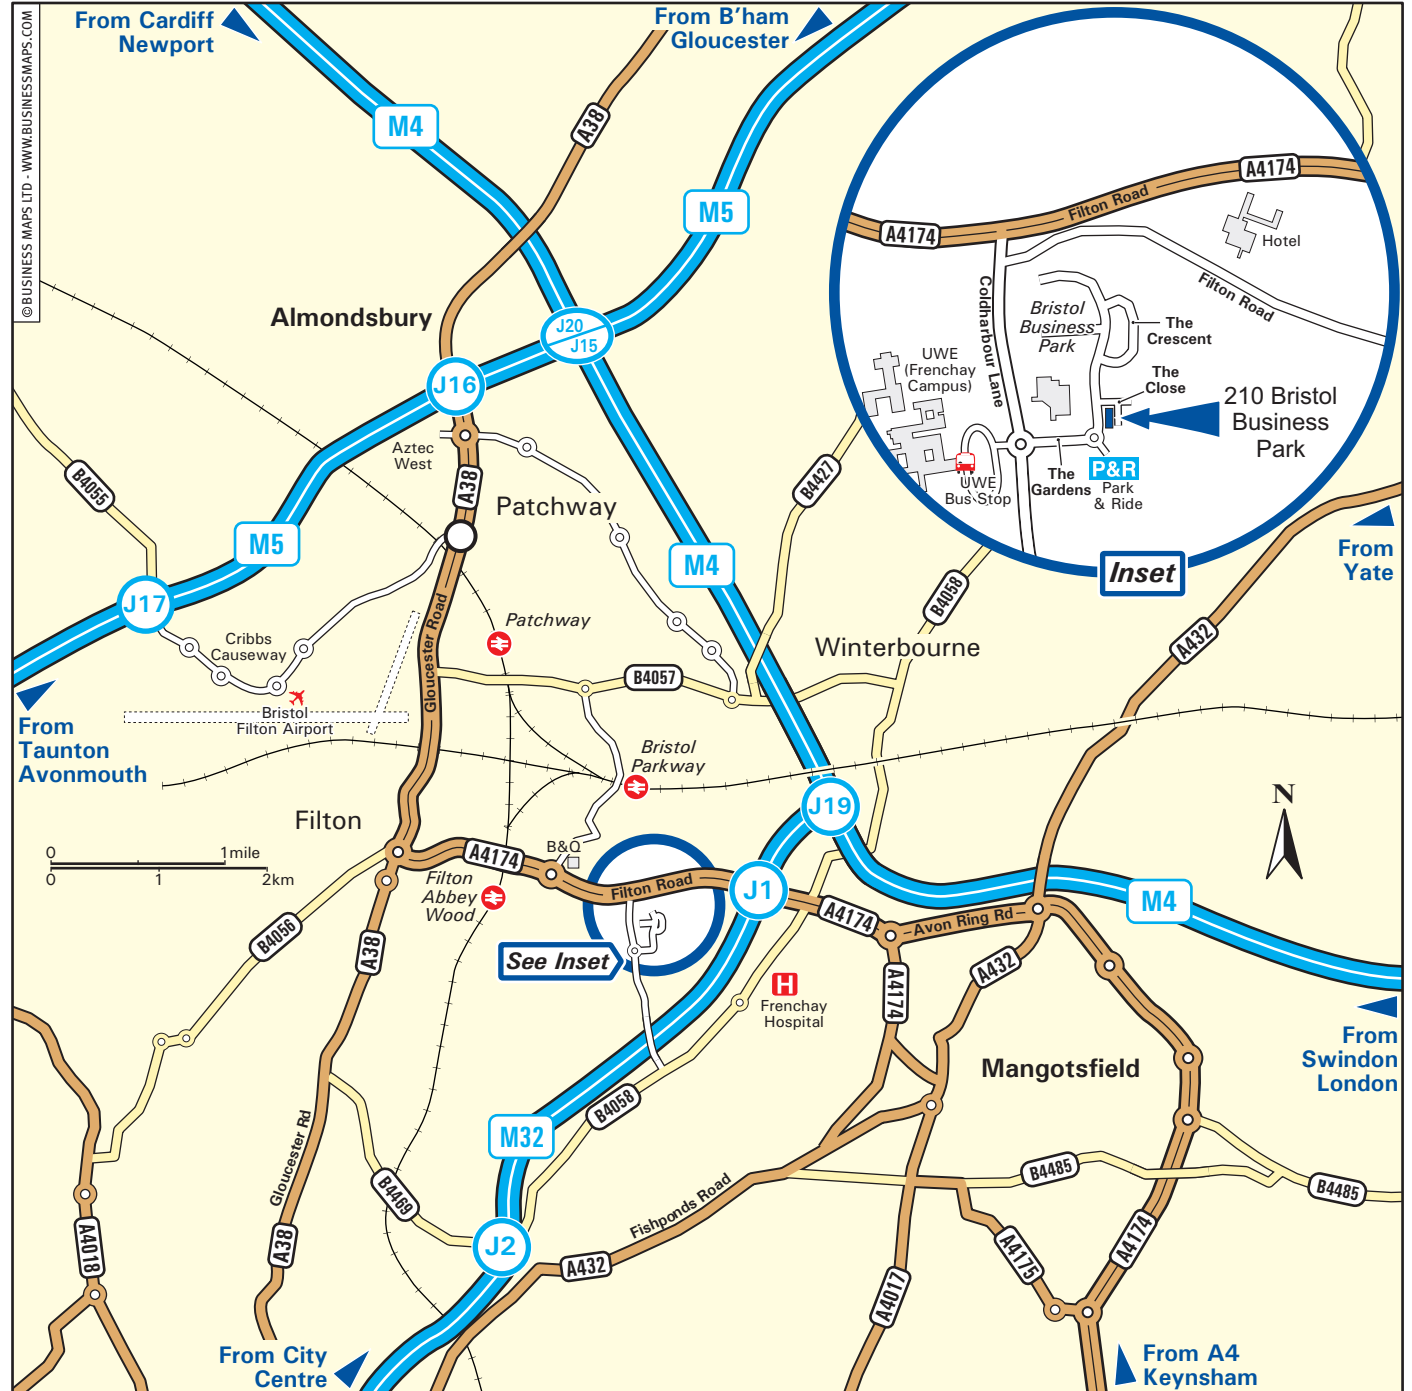 ©BUSINESS MAPS LTD - WWW.BUSINESSMAPS.COM
From Cardiff
Newport
From B'ham
Gloucester
M4
A38
M5
Almondsbury
J20
J15
J16
Aztec
West
A38
Patchway
B4055
M5
J17
Cribbs
Causeway
Bristol
Filton Airport
From
Taunton
Avonmouth
Gloucester Road
Patchway
B4057
M4
B4427
B4058
Winterbourne
A4174
Filton Road
A4174
Hotel
Filton Road
Coldharbour Lane
Bristol
Business
Park
The
Crescent
The
Close
UWE
(Frenchay
Campus)
210 Bristol
Business
Park
UWE
Bus Stop
The
Gardens
P&R
Park
& Ride
Inset
From
Yate
A432
Bristol
Parkway
J19
N
Filton
0
1mile
0
1
2km
A4174
B&Q
Filton
Abbey
Wood
Filton Road
J1
See Inset
A4174
Avon Ring Rd
M4
B4056
A38
H
Frenchay
Hospital
A4174
A432
From
Swindon
London
Mangotsfield
M32
B4058
Gloucester Rd
B4469
Fishponds Road
B4485
B4485
A4018
A38
J2
A432
A4017
A4175
A4174
From City
Centre
From A4
Keynsham